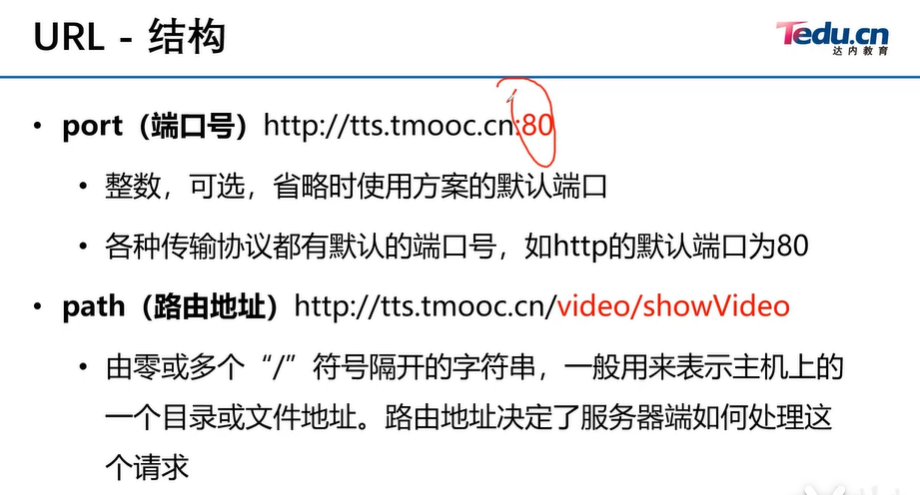 URL - 结构
Tedu.cn
达内教育
• port（端口号）http://tts.tmooc.cn:80
• 整数，可选，省略时使用方案的默认端口
• 各种传输协议都有默认的端口号，如http的默认端口为80
• path（路由地址）http://tts.tmooc.cn/video/showVideo
• 由零或多个“/”符号隔开的字符串，一般用来表示主机上的
一个目录或文件地址。路由地址决定了服务器端如何处理这
个请求